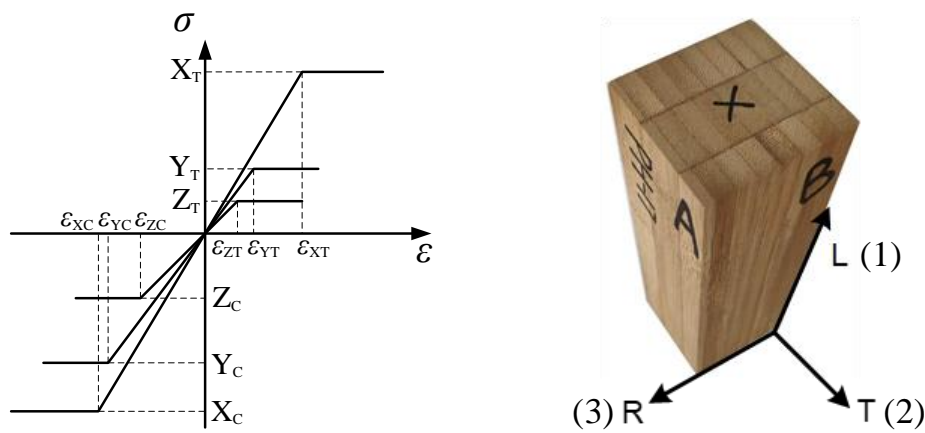 σ
X_T
Y_T
Z_T
ε_XC ε_YC ε_ZC
ε_ZT ε_YT ε_XT
ε
Z_C
Y_C
X_C
A
B
L (1)
(3) R
T (2)